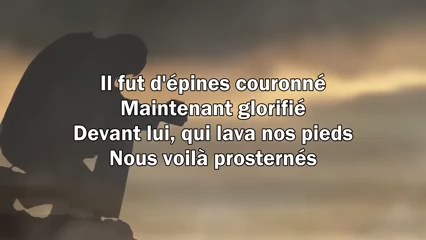 Il fut d'épines couronné
Maintenant glorifié
Devant lui, qui lava nos pieds
Nous voilà prosternés